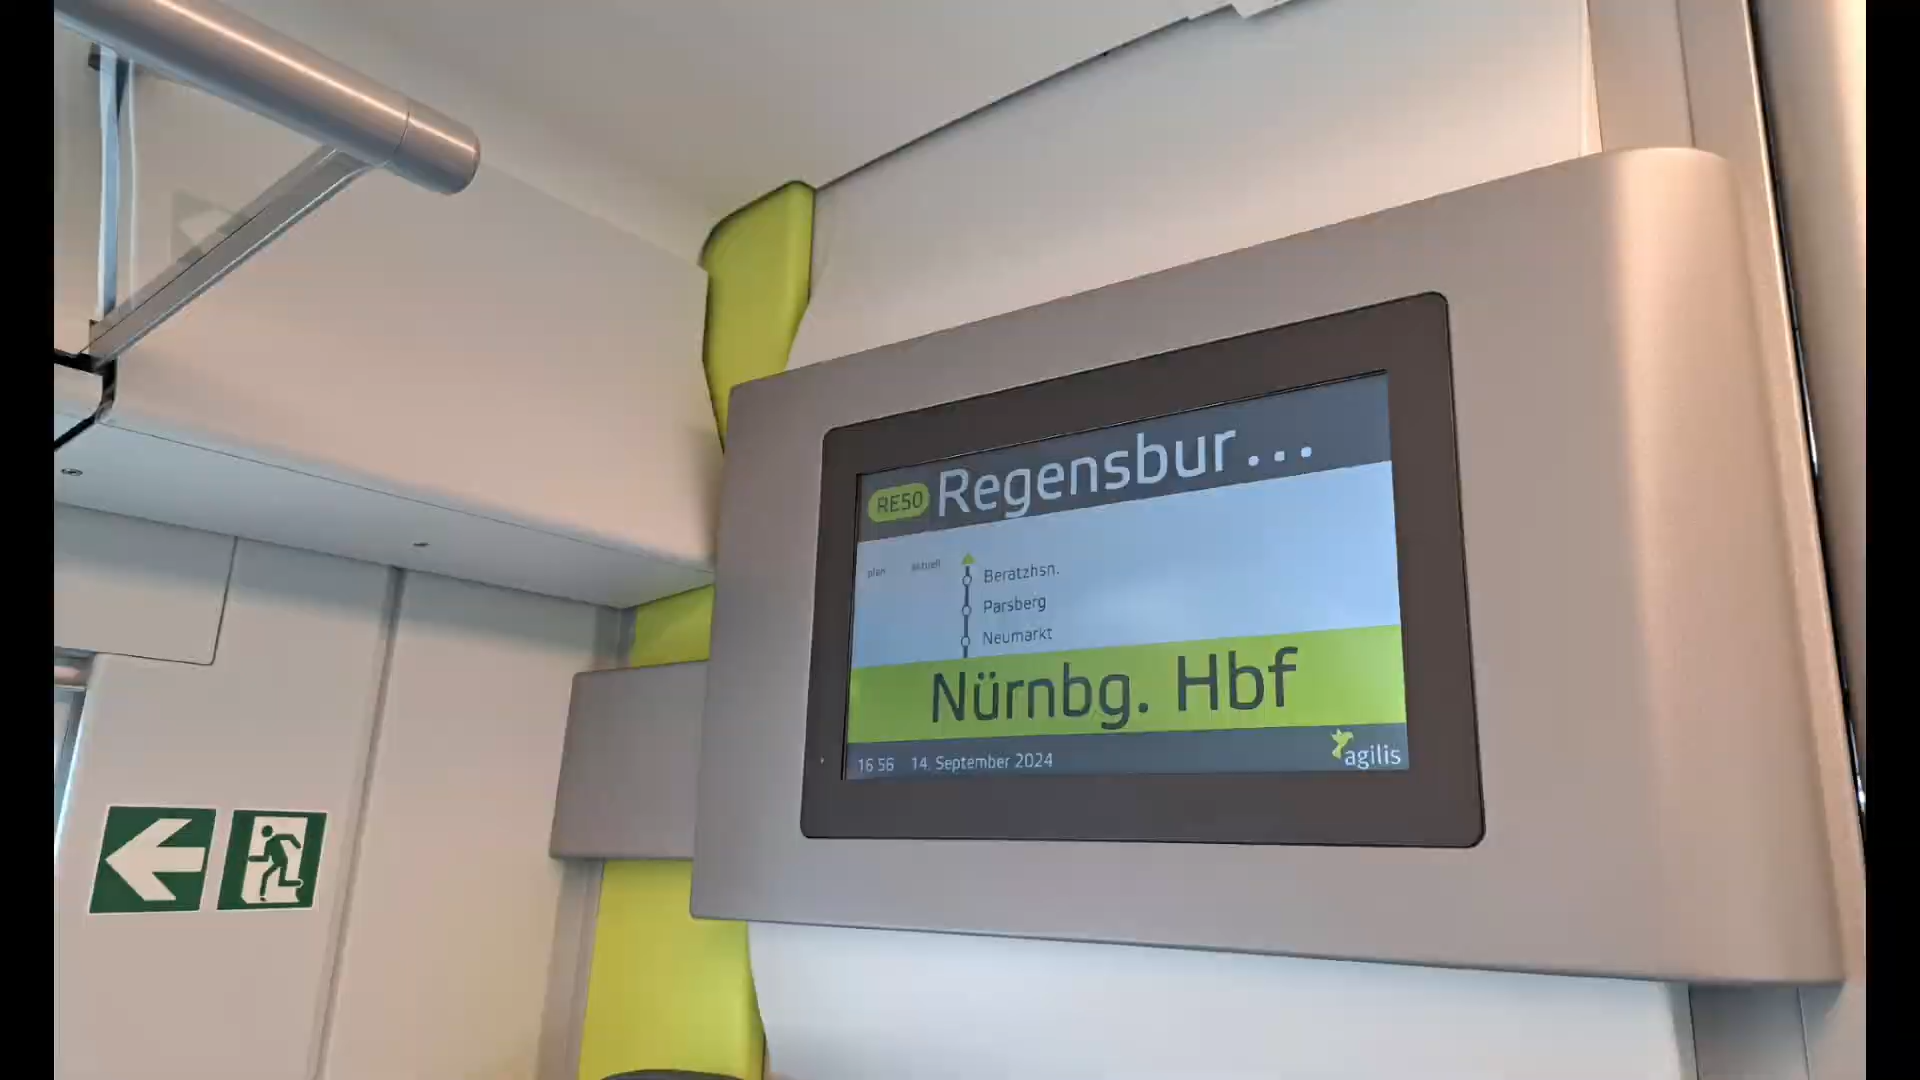 RE50 Regensbur...
plan aktuell
Beratzhsn.
Parsberg
Neumarkt
Nürnbg. Hbf
16 56 14. September 2024
agilis